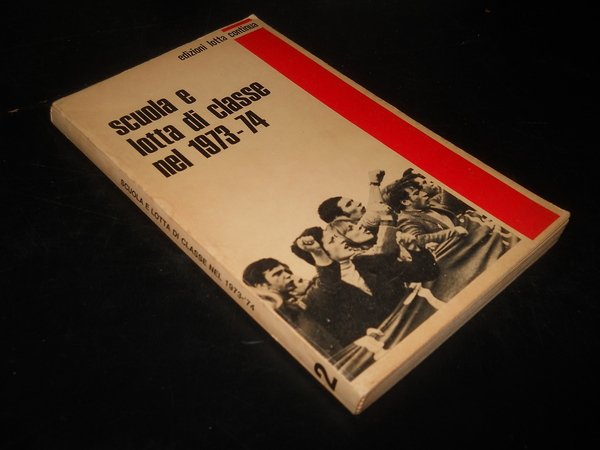 edizioni lotta continua
scuola e
lotta di classe
nel 1973-74
SCUOLA E LOTTA DI CLASSE NEL 1973-74
2